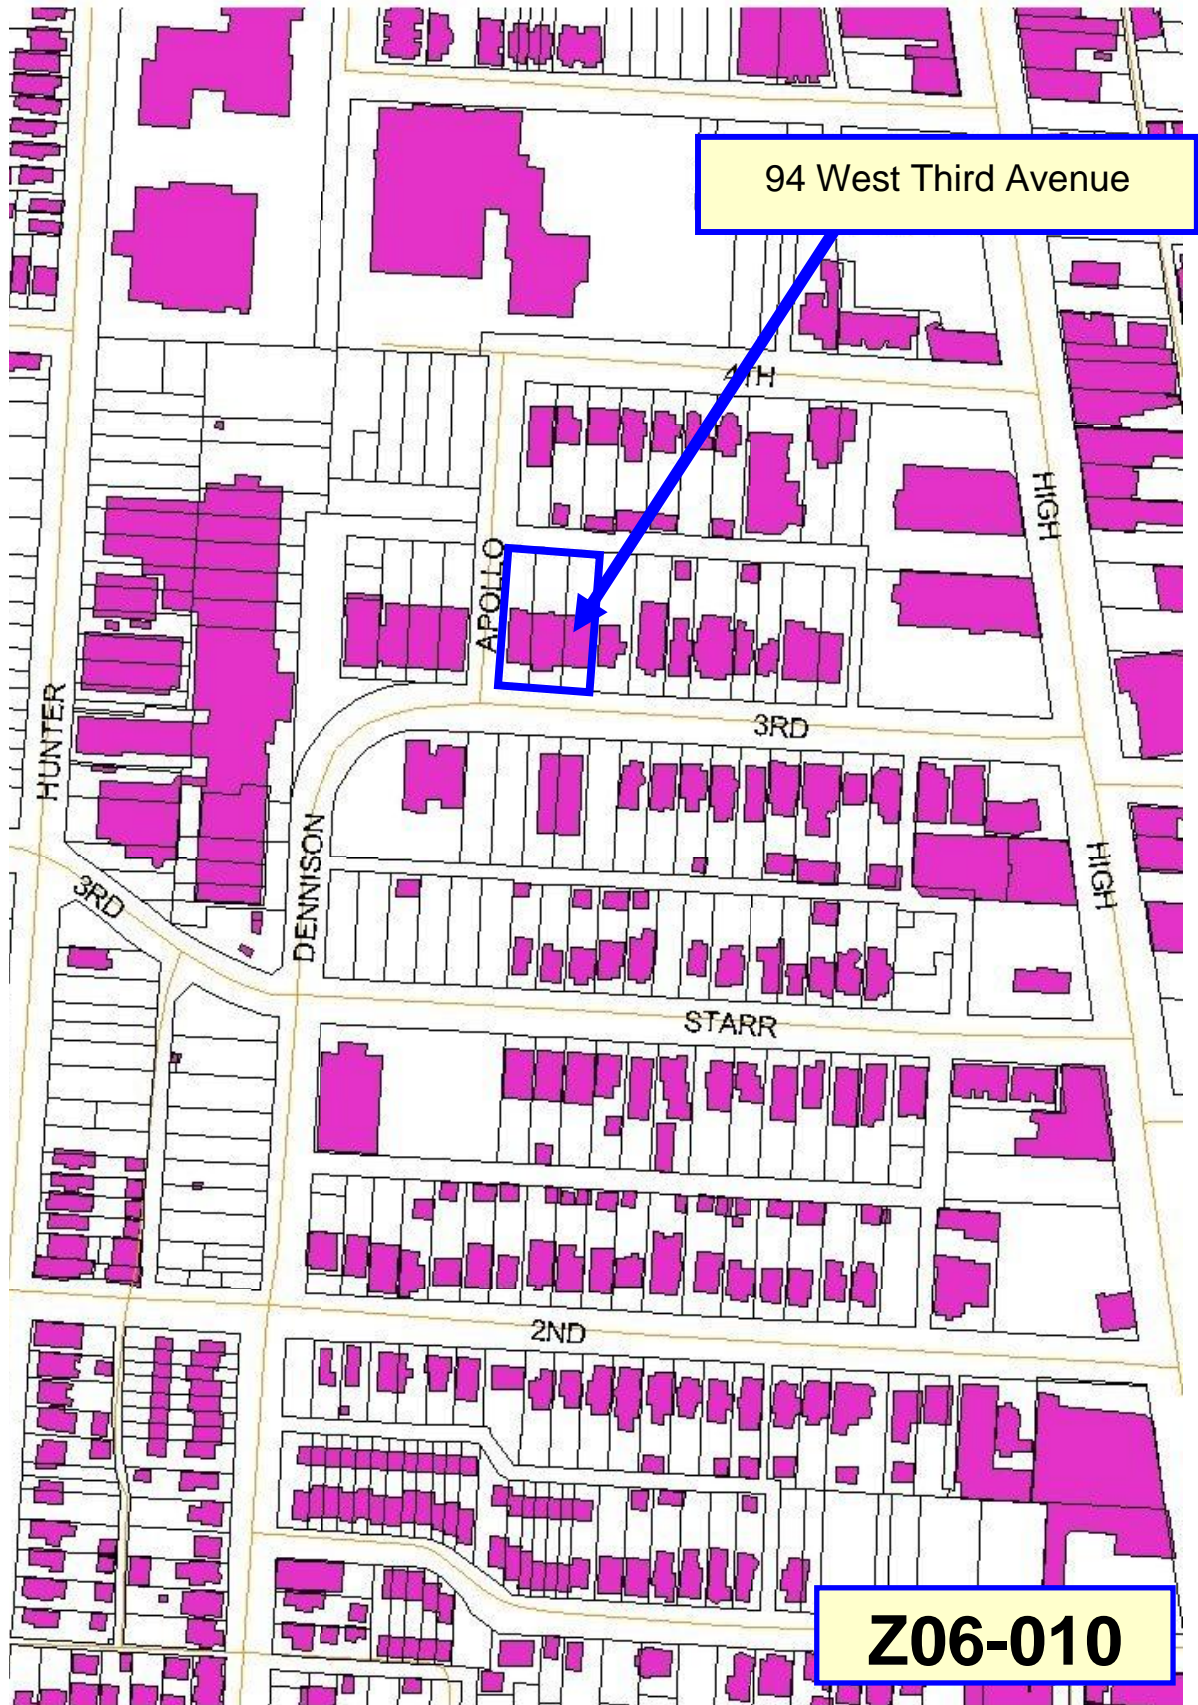 94 West Third Avenue
4TH
HIGH
APOLLO
HUNTER
3RD
DENNISON
HIGH
3RD
STARR
2ND
Z06-010